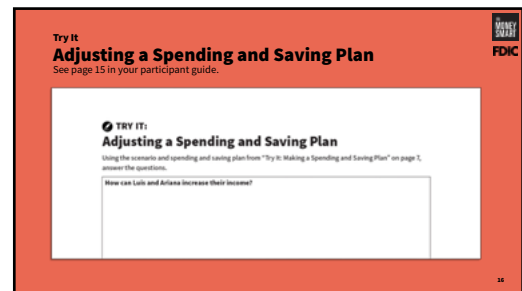 Try It
Adjusting a Spending and Saving Plan
See page 15 in your participant guide.
MONEY
SMART
FDIC
TRY IT:
Adjusting a Spending and Saving Plan
Using the scenario and spending and saving plan from "Try It: Making a Spending and Saving Plan" on page 7,
answer the questions.
How can Luis and Ariana increase their income?
16